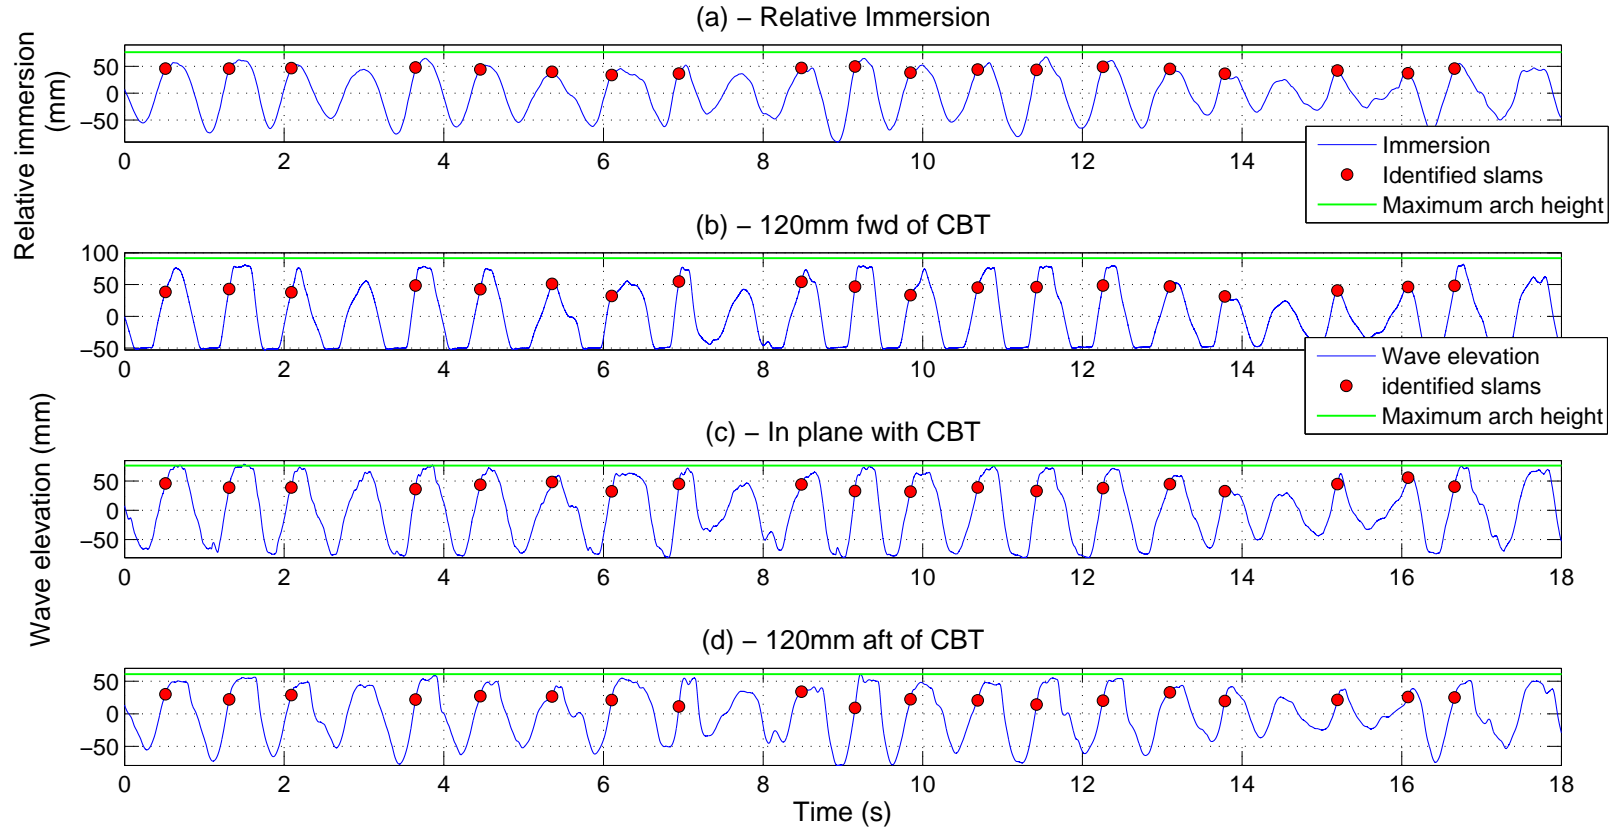 (a) – Relative Immersion
Relative immersion
(mm)
50
0
−50
0 2 4 6 8 10 12 14 16 18
Immersion
Identified slams
Maximum arch height
(b) – 120mm fwd of CBT
100
50
0
−50
0 2 4 6 8 10 12 14 16 18
Wave elevation
identified slams
Maximum arch height
Wave elevation (mm)
(c) – In plane with CBT
50
0
−50
0 2 4 6 8 10 12 14 16 18
(d) – 120mm aft of CBT
50
0
−50
0 2 4 6 8 10 12 14 16 18
Time (s)